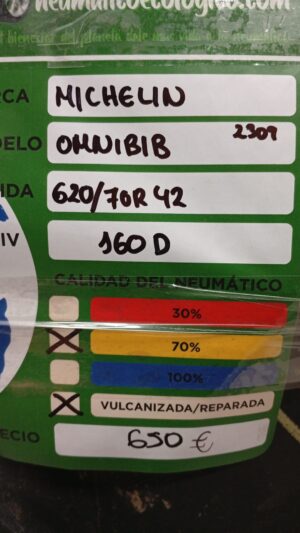 neumaticoecologico.com
RCA MICHELIN
DELO OMNIBIB 2309
IDA 620/70R 42
IV 160 D
CALIDAD DEL NEUMÁTICO
30%
X 70%
100%
X VULCANIZADA/REPARADA
ECIO 650 €